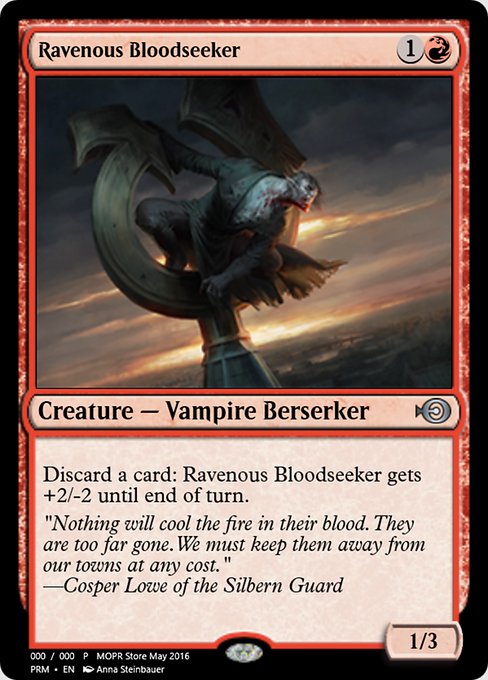 Ravenous Bloodseeker 1
Creature — Vampire Berserker
Discard a card: Ravenous Bloodseeker gets
+2/-2 until end of turn.
"Nothing will cool the fire in their blood. They
are too far gone. We must keep them away from
our towns at any cost."
—Cosper Lowe of the Silbern Guard
1/3
000 / 000 P MOPR Store May 2016
PRM • EN Anna Steinbauer